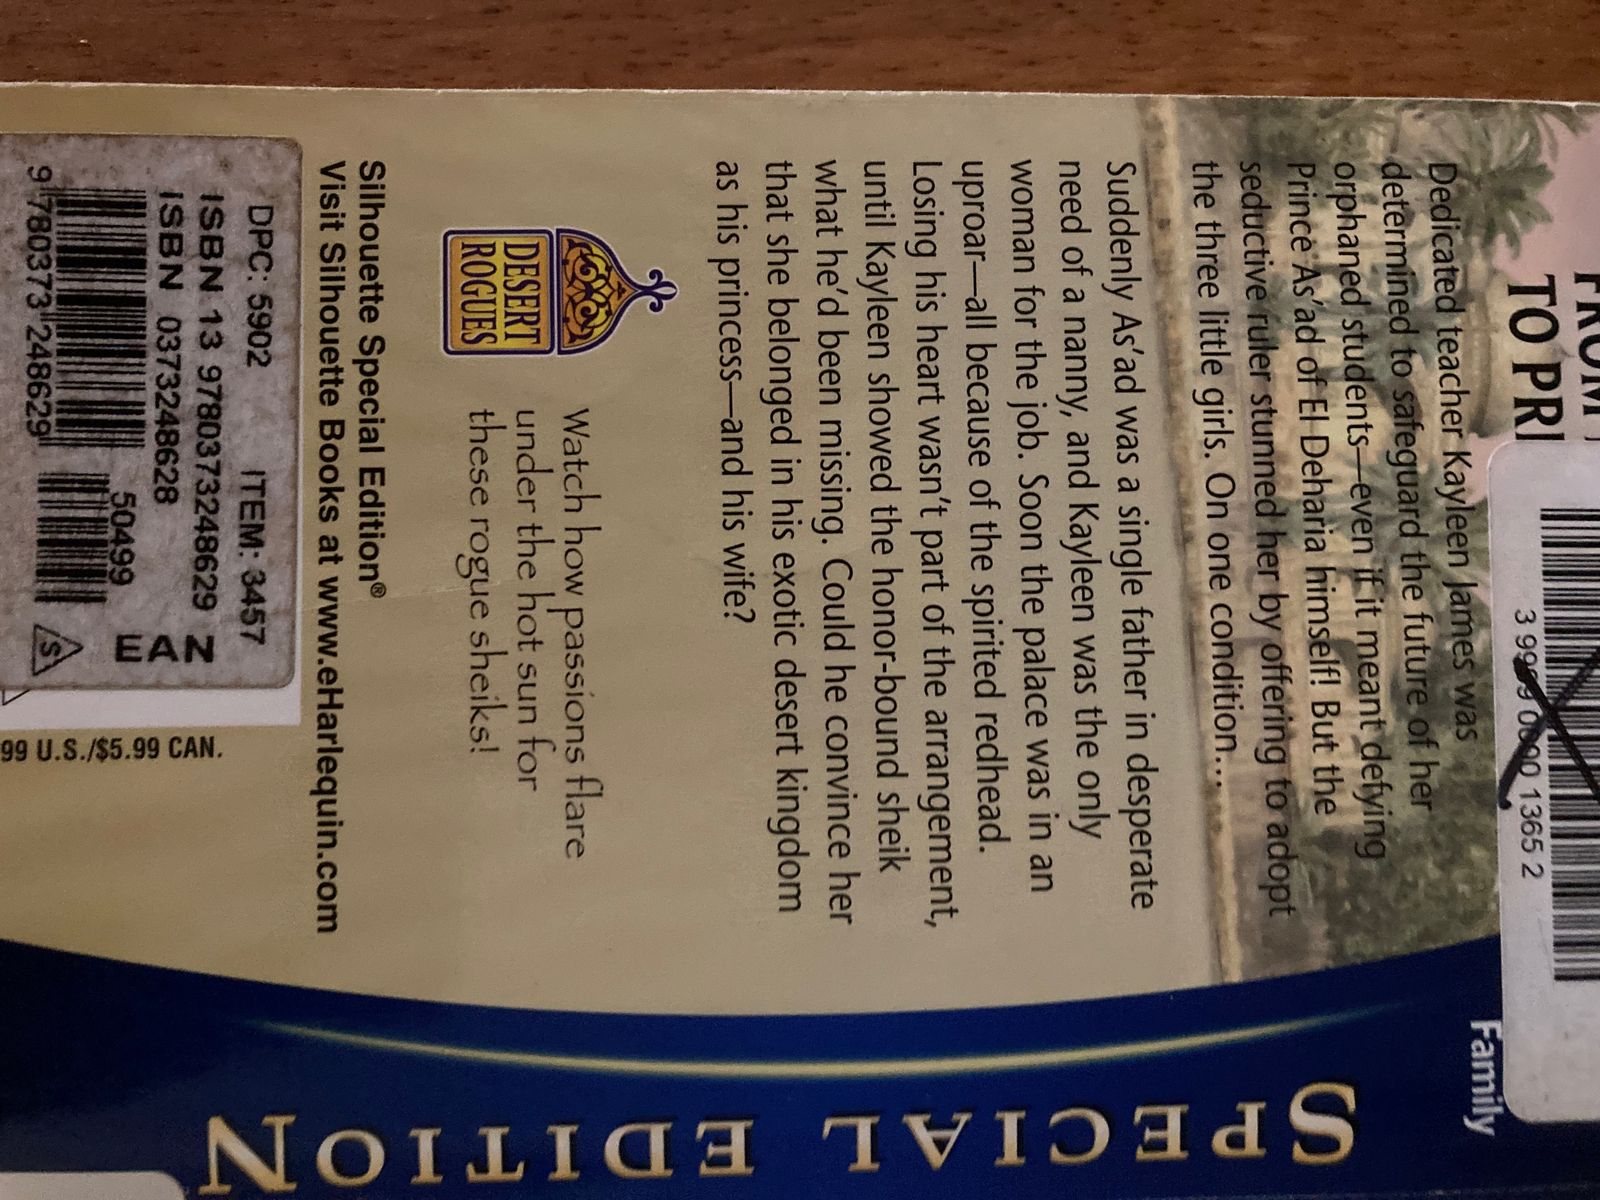 FROM
TO PRI
3 9999 0000 1365 2
Family
Dedicated teacher Kayleen James was
determined to safeguard the future of her
orphaned students—even if it meant defying
Prince As'ad of El Deharia himself! But the
seductive ruler stunned her by offering to adopt
the three little girls. On one condition...
Suddenly As'ad was a single father in desperate
need of a nanny, and Kayleen was the only
woman for the job. Soon the palace was in an
uproar—all because of the spirited redhead.
Losing his heart wasn't part of the arrangement,
until Kayleen showed the honor-bound sheik
what he'd been missing. Could he convince her
that she belonged in his exotic desert kingdom
as his princess—and his wife?
DESERT
ROGUES
Watch how passions flare
under the hot sun for
these rogue sheiks!
Silhouette Special Edition®
Visit Silhouette Books at www.eHarlequin.com
DPC: 5902 ITEM: 3457
ISBN 13 9780373248629
ISBN 0373248628
EAN
50499
9 780373 248629
S
99 U.S./$5.99 CAN.
SPECIAL EDITION